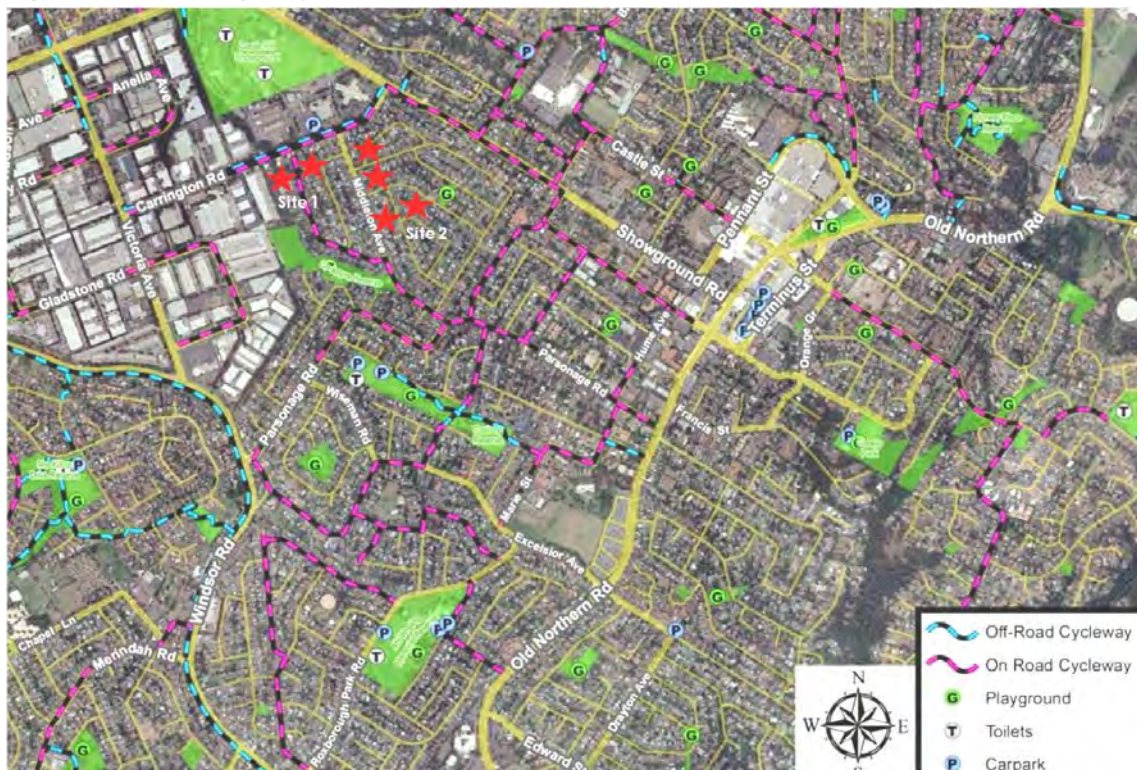 Anella
Ave
Carrington Rd
Victoria Ave
Gladstone Rd
Site 1
Middleton Ave
Site 2
Castle St
Pennant St
Showground Rd
Old Northern Rd
Terminus St
Orange Gr
Hume Ave
Parsonage Rd
Francis St
Parsonage Rd
Wiseman Rd
Marie St
Excelsior Ave
Windsor Rd
Old Northern Rd
Chapel Ln
Merindah Rd
Roxborough Park Rd
Drayton Ave
Edward St
N
W
E
Off-Road Cycleway
On Road Cycleway
G Playground
T Toilets
P Carpark